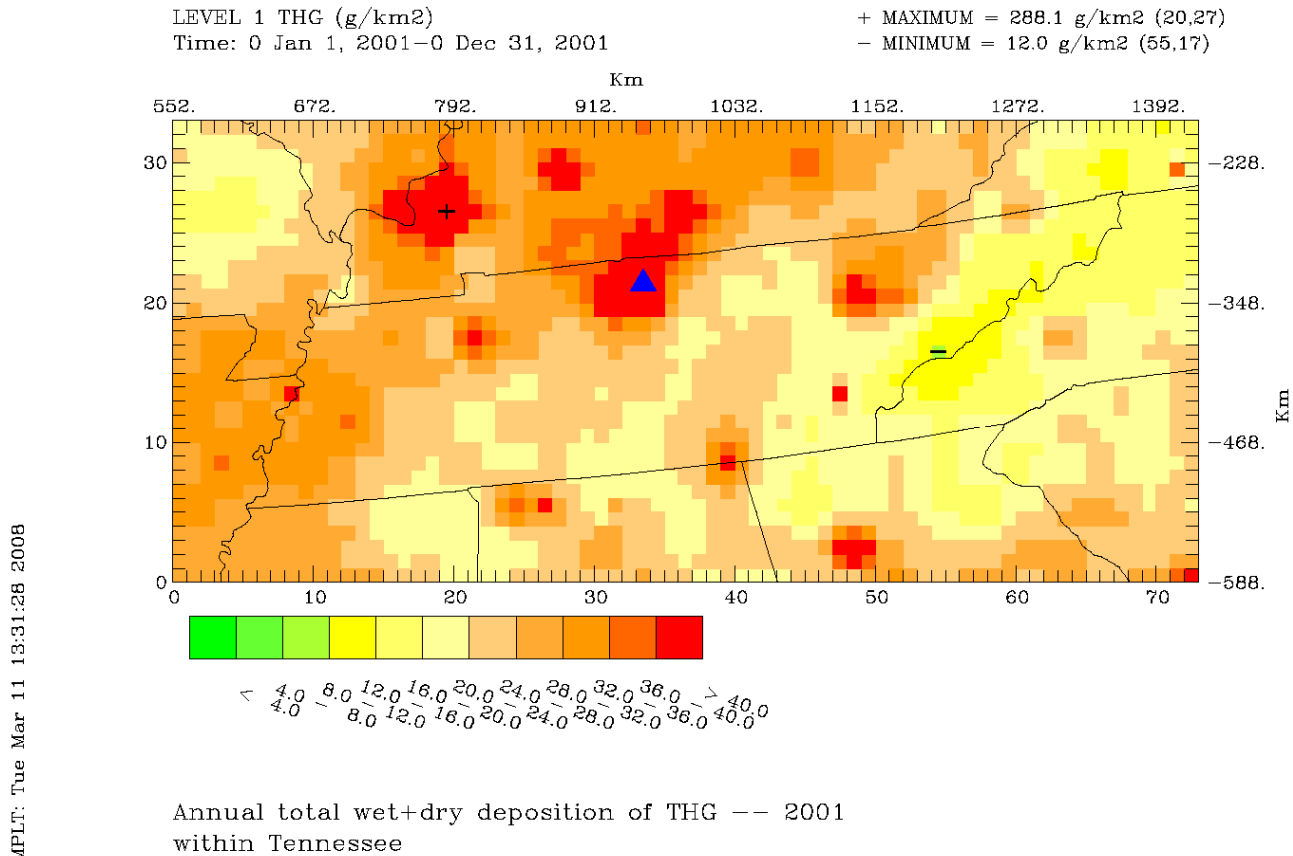 LEVEL 1 THG (g/km2)
Time: 0 Jan 1, 2001−0 Dec 31, 2001
+ MAXIMUM = 288.1 g/km2 (20,27)
− MINIMUM = 12.0 g/km2 (55,17)
Km
552. 672. 792. 912. 1032. 1152. 1272. 1392.
30
20
10
0
−228.
−348.
−468.
−588.
Km
0 10 20 30 40 50 60 70
< 4.0
4.0 − 8.0
8.0 − 12.0
12.0 − 16.0
16.0 − 20.0
20.0 − 24.0
24.0 − 28.0
28.0 − 32.0
32.0 − 36.0
36.0 − 40.0
> 40.0
Annual total wet+dry deposition of THG −− 2001
within Tennessee
MPLT: Tue Mar 11 13:31:28 2008